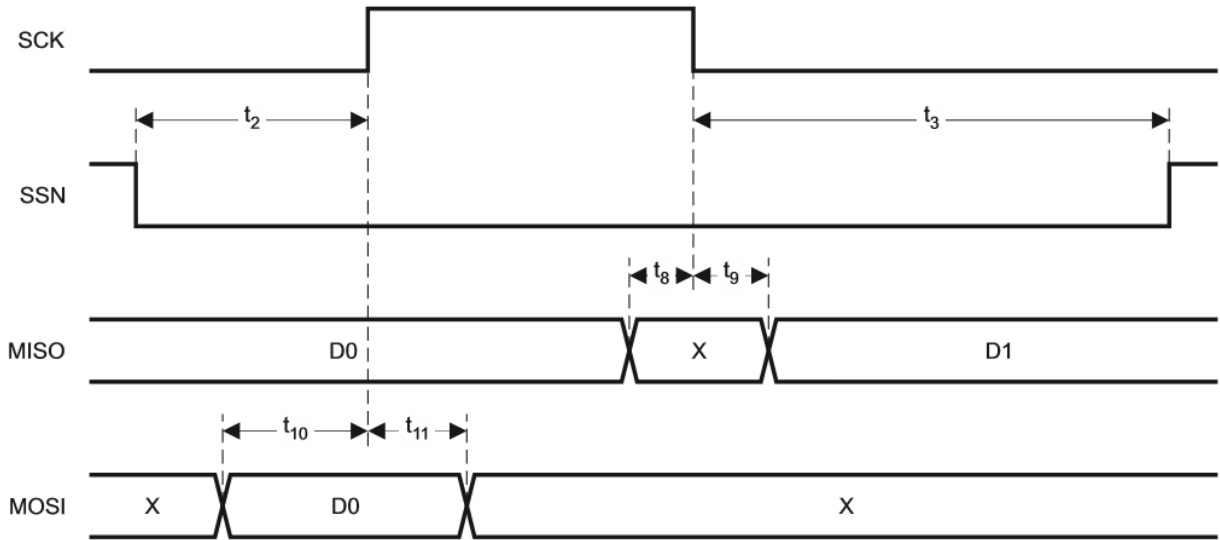 SCK
t2
t3
SSN
t8 t9
MISO D0 X D1
t10 t11
MOSI X D0 X